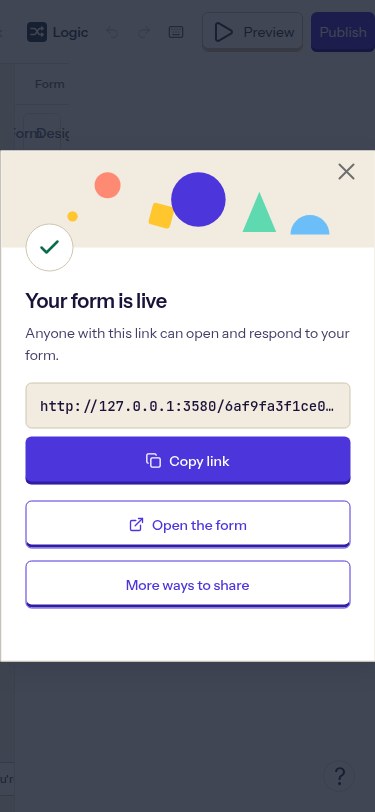 Logic
Preview
Publish
Form
Form
Desig
Your form is live
Anyone with this link can open and respond to your
form.
http://127.0.0.1:3580/6af9fa3f1ce0…
Copy link
Open the form
More ways to share
u'r
?